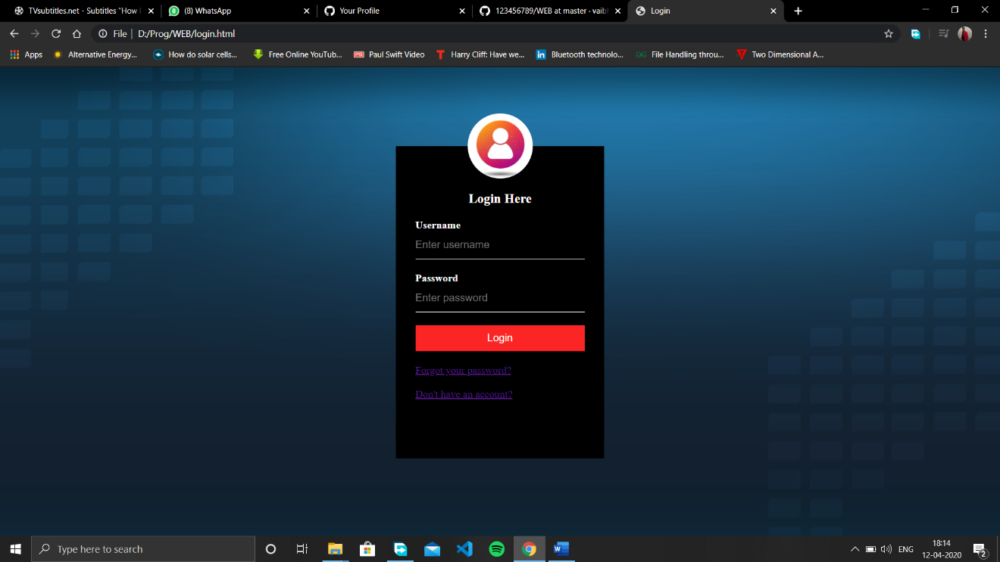 TVsubtitles.net - Subtitles "How I
(8) WhatsApp
Your Profile
123456789/WEB at master · vaibh
Login
File | D:/Prog/WEB/login.html
Apps
Alternative Energy...
How do solar cells...
Free Online YouTub...
Paul Swift Video
Harry Cliff: Have we...
Bluetooth technolo...
File Handling throu...
Two Dimensional A...
Login Here
Username
Enter username
Password
Enter password
Login
Forgot your password?
Don't have an account?
Type here to search
ENG
18:14
12-04-2020
2